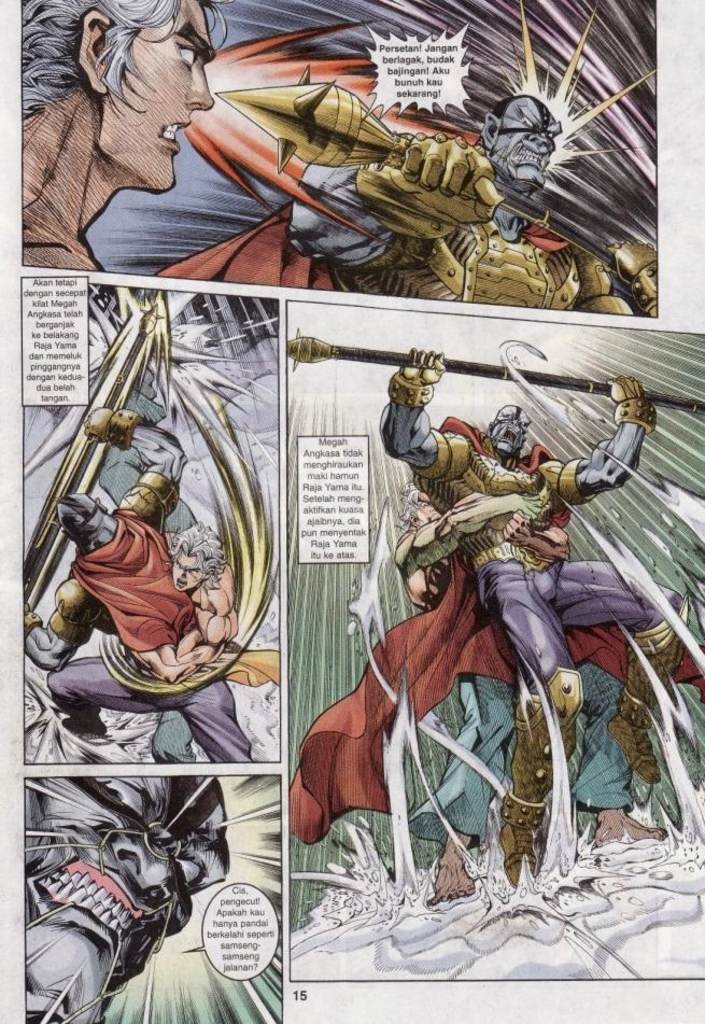 Persetan! Jangan
berlagak, budak
bajingan! Aku
bunuh kau
sekarang!
Akan tetapi
dengan secepat
kilat Megah
Angkasa telah
berganjak
ke belakang
Raja Yama
dan memeluk
pinggangnya
dengan kedua-
dua belah
tangan.
Megah
Angkasa tidak
menghiraukan
maki hamun
Raja Yama itu.
Setelah meng-
aktifkan kuasa
ajaibnya, dia
pun menyentak
Raja Yama
itu ke atas.
Cis,
pengecut!
Apakah kau
hanya pandai
berkelahi seperti
samseng-
samseng
jalanan?
15